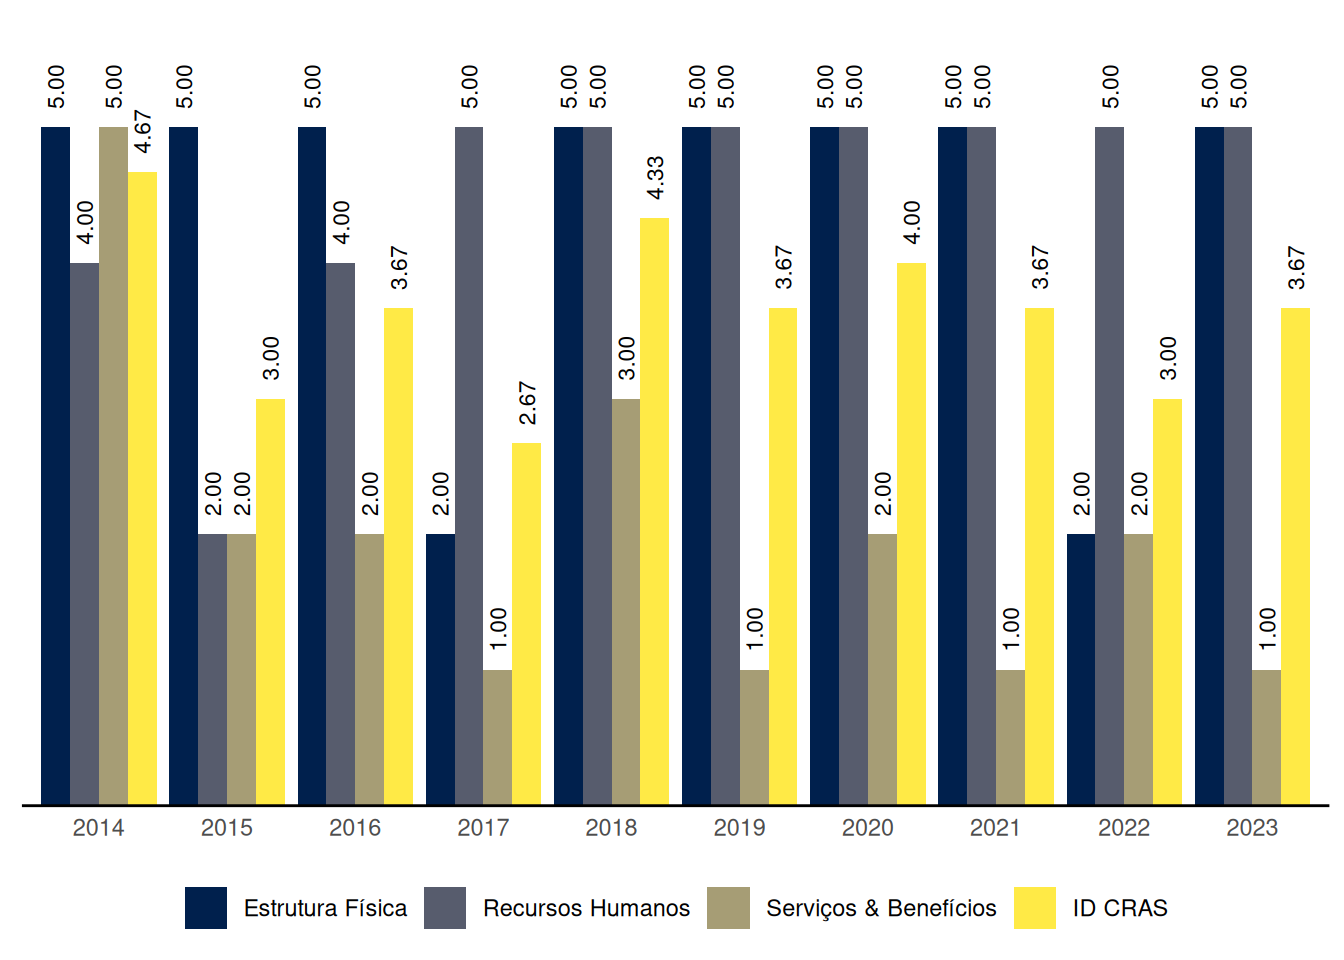 5.00 4.00 5.00 4.67 5.00 2.00 2.00 3.00 5.00 4.00 2.00 3.67 2.00 5.00 1.00 2.67 5.00 5.00 3.00 4.33 5.00 5.00 1.00 3.67 5.00 5.00 2.00 4.00 5.00 5.00 1.00 3.67 2.00 5.00 2.00 3.00 5.00 5.00 1.00 3.67
2014 2015 2016 2017 2018 2019 2020 2021 2022 2023
Estrutura Física Recursos Humanos Serviços & Benefícios ID CRAS